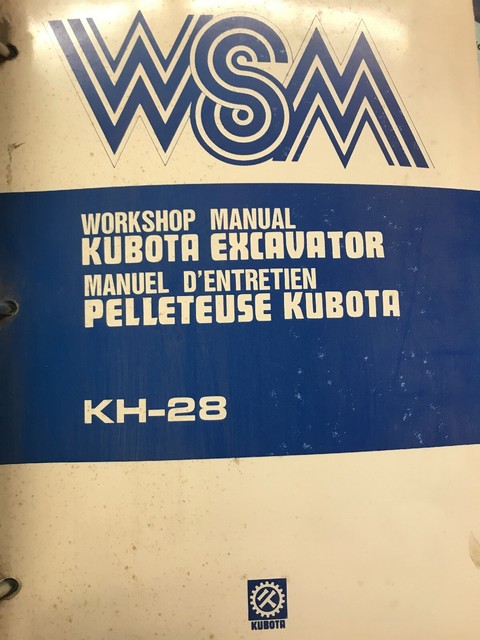 WSM
WORKSHOP MANUAL
KUBOTA EXCAVATOR
MANUEL D'ENTRETIEN
PELLETEUSE KUBOTA
KH-28
KUBOTA